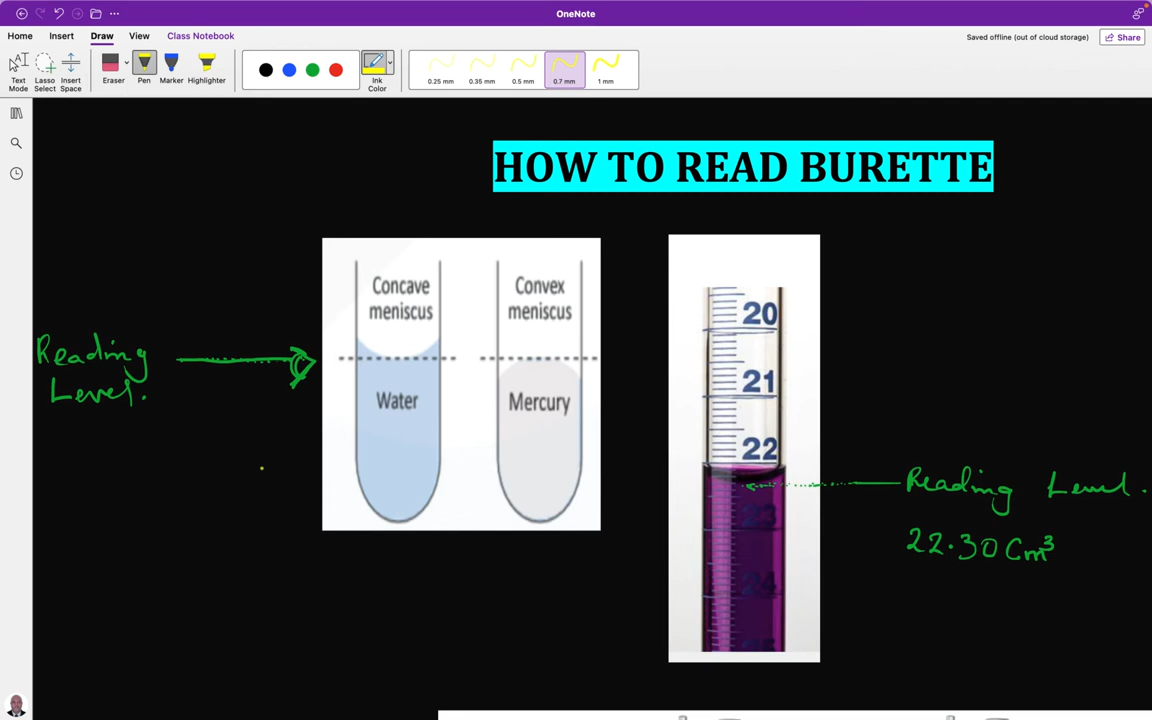 OneNote
Home Insert Draw View Class Notebook
Saved offline (out of cloud storage)
Share
Text Mode
Lasso Select
Insert Space
Eraser
Pen
Marker
Highlighter
Ink Color
0.25 mm
0.35 mm
0.5 mm
0.7 mm
1 mm
HOW TO READ BURETTE
Reading
Level.
Concave
meniscus
Water
Convex
meniscus
Mercury
20
21
22
23
24
Reading Level.
22.30 Cm³